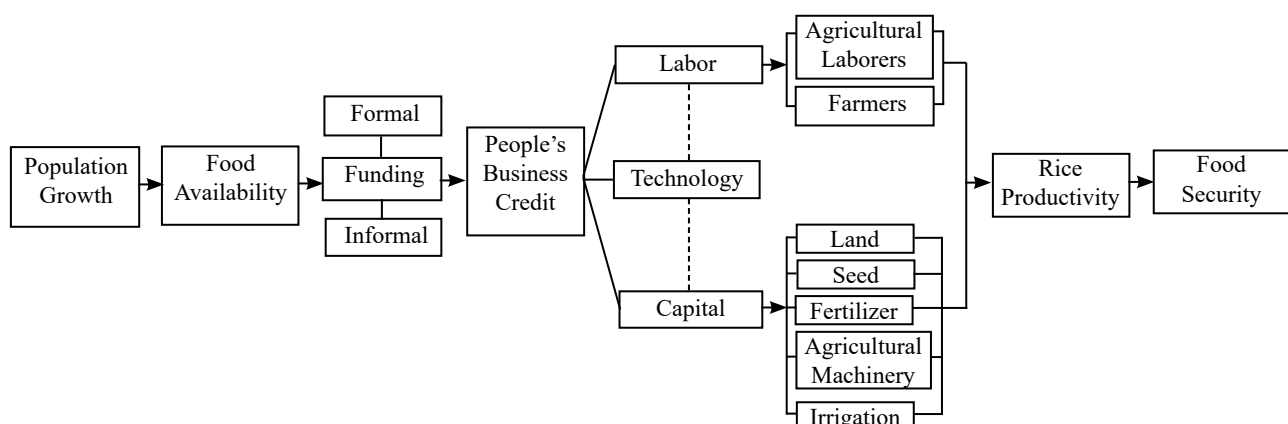 Population
Growth
Food
Availability
Formal
Funding
Informal
People’s
Business
Credit
Labor
Technology
Capital
Agricultural
Laborers
Farmers
Land
Seed
Fertilizer
Agricultural
Machinery
Irrigation
Rice
Productivity
Food
Security